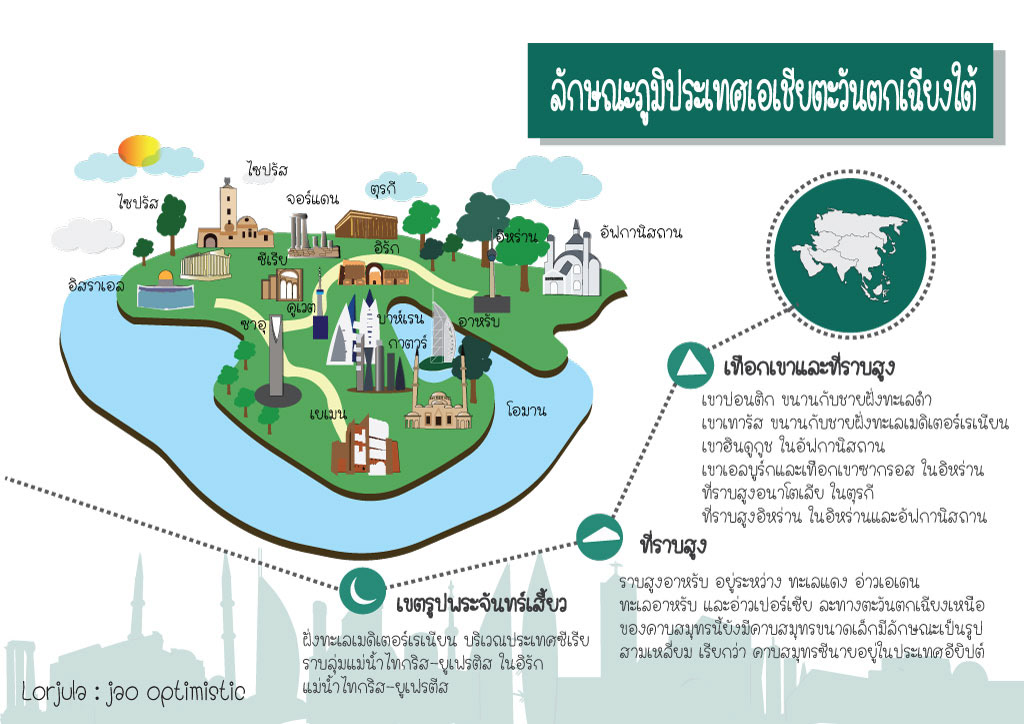 ลักษณะภูมิประเทศเอเชียตะวันตกเฉียงใต้
ไซปรัส
ไซปรัส
จอร์แดน
ตุรกี
อิหร่าน
อัฟกานิสถาน
อิรัก
ซีเรีย
อิสราเอล
คูเวต
ซาอุ
บาห์เรน
อาหรับ
กาตาร์
เยเมน
โอมาน
เทือกเขาและที่ราบสูง
เขาปอนติก ขนานกับชายฝั่งทะเลดำ
เขาเทารัส ขนานกับชายฝั่งทะเลเมดิเตอร์เรเนียน
เขาฮินดูกูช ในอัฟกานิสถาน
เขาเอลบูร์กและเทือกเขาซากรอส ในอิหร่าน
ที่ราบสูงอนาโตเลีย ในตุรกี
ที่ราบสูงอิหร่าน ในอิหร่านและอัฟกานิสถาน
ที่ราบสูง
ราบสูงอาหรับ อยู่ระหว่าง ทะเลแดง อ่าวเอเดน
ทะเลอาหรับ และอ่าวเปอร์เซีย ละทางตะวันตกเฉียงเหนือ
ของคาบสมุทรนี้ยังมีคาบสมุทรขนาดเล็กมีลักษณะเป็นรูป
สามเหลี่ยม เรียกว่า คาบสมุทรซีนายอยู่ในประเทศอียิปต์
เขตรูปพระจันทร์เสี้ยว
ฝั่งทะเลเมดิเตอร์เรเนียน บริเวณประเทศซีเรีย
ราบลุ่มแม่น้ำไทกริส-ยูเฟรตีส ในอิรัก
แม่น้ำไทกริส-ยูเฟรตีส
Lorjula : jao optimistic